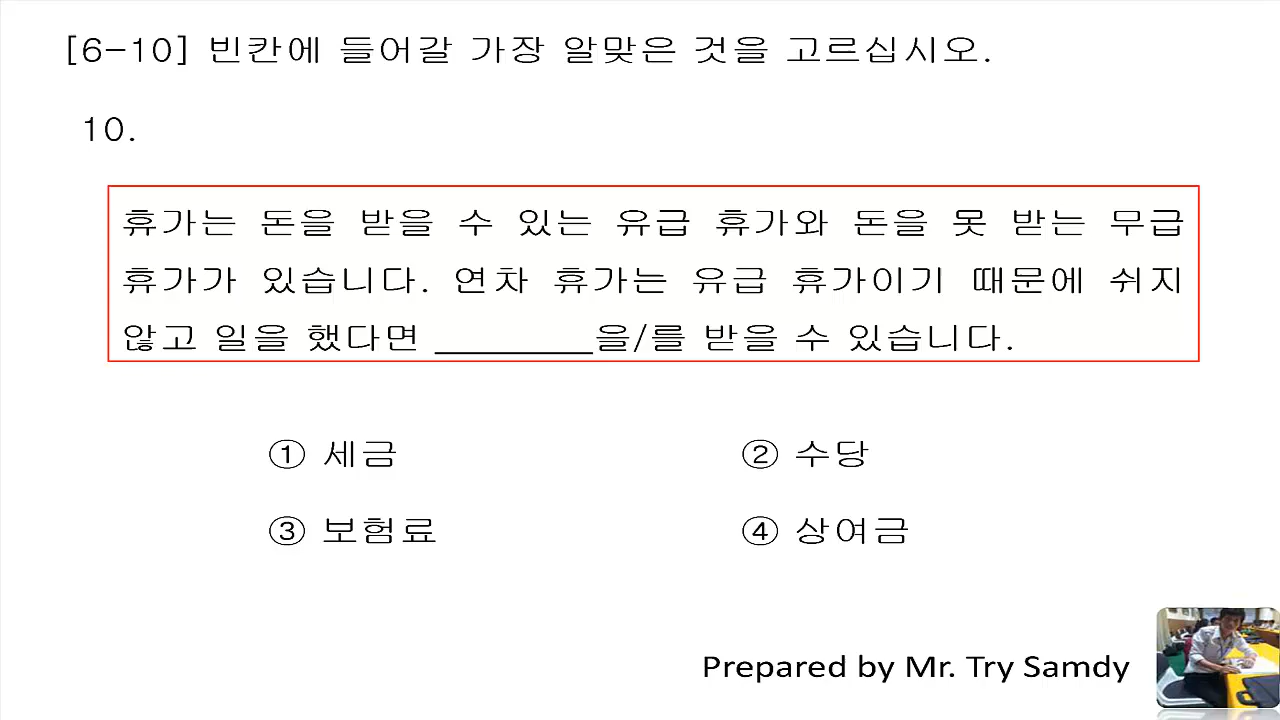 [6-10] 빈칸에 들어갈 가장 알맞은 것을 고르십시오.
10.
휴가는 돈을 받을 수 있는 유급 휴가와 돈을 못 받는 무급
휴가가 있습니다. 연차 휴가는 유급 휴가이기 때문에 쉬지
않고 일을 했다면 ________을/를 받을 수 있습니다.
① 세금 ② 수당
③ 보험료 ④ 상여금
Prepared by Mr. Try Samdy